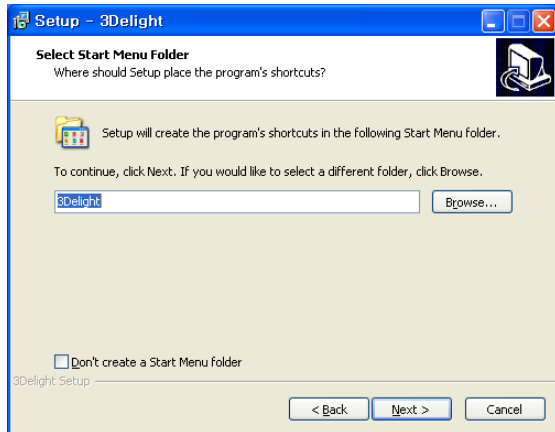 Setup - 3Delight
Select Start Menu Folder
Where should Setup place the program's shortcuts?
Setup will create the program's shortcuts in the following Start Menu folder.
To continue, click Next. If you would like to select a different folder, click Browse.
3Delight
Browse...
Don't create a Start Menu folder
3Delight Setup
< Back
Next >
Cancel